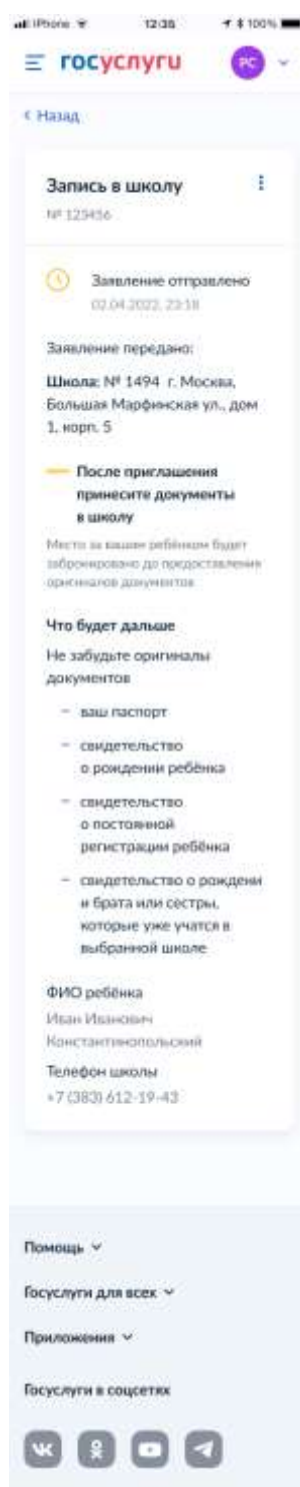 iPhone 12:38 100%
госуслуги РС
Назад
Запись в школу
№ 123456
Заявление отправлено
02.04.2022, 23:18
Заявление передано:
Школа: № 1494 г. Москва,
Большая Марфинская ул., дом
1, корп. 5
После приглашения
принесите документы
в школу
Место за вашим ребёнком будет
забронировано до предоставления
оригиналов документов
Что будет дальше
Не забудьте оригиналы
документов
– ваш паспорт
– свидетельство
о рождении ребёнка
– свидетельство
о постоянной
регистрации ребёнка
– свидетельство о рождени
и брата или сестры,
которые уже учатся в
выбранной школе
ФИО ребёнка
Иван Иванович
Константинопольский
Телефон школы
+7 (383) 612-19-43
Помощь
Госуслуги для всех
Приложения
Госуслуги в соцсетях